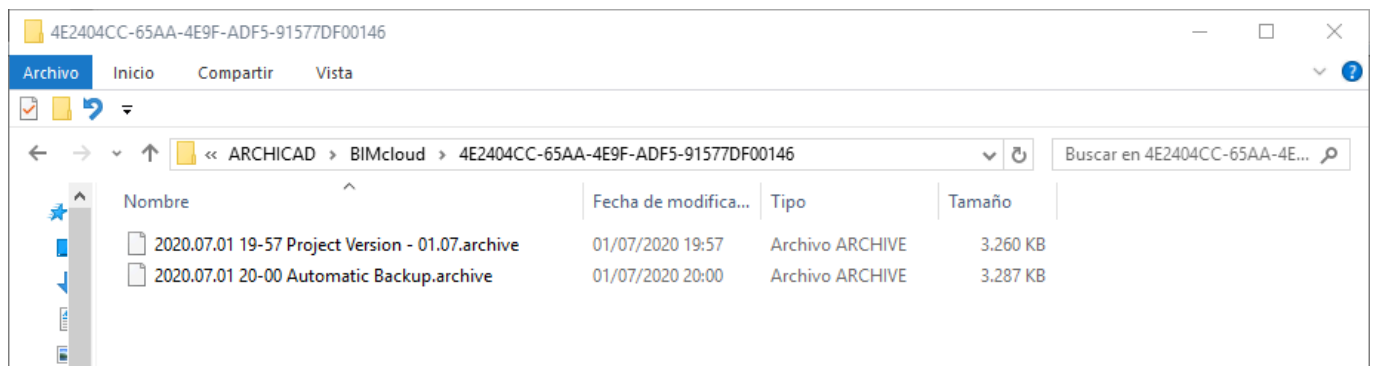 4E2404CC-65AA-4E9F-ADF5-91577DF00146
Archivo Inicio Compartir Vista
« ARCHICAD > BIMcloud > 4E2404CC-65AA-4E9F-ADF5-91577DF00146 Buscar en 4E2404CC-65AA-4E...
Nombre Fecha de modifica... Tipo Tamaño
2020.07.01 19-57 Project Version - 01.07.archive 01/07/2020 19:57 Archivo ARCHIVE 3.260 KB
2020.07.01 20-00 Automatic Backup.archive 01/07/2020 20:00 Archivo ARCHIVE 3.287 KB